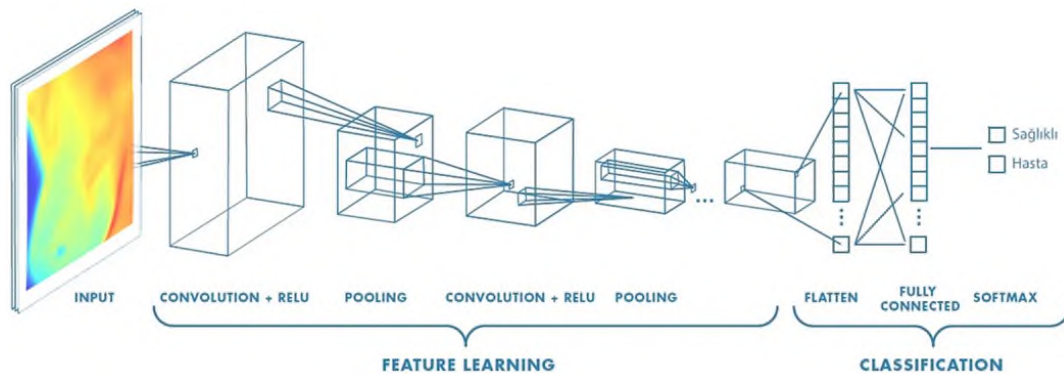 Sağlıklı
Hasta
...
INPUT
CONVOLUTION + RELU
POOLING
CONVOLUTION + RELU
POOLING
FLATTEN
FULLY
CONNECTED
SOFTMAX
FEATURE LEARNING
CLASSIFICATION